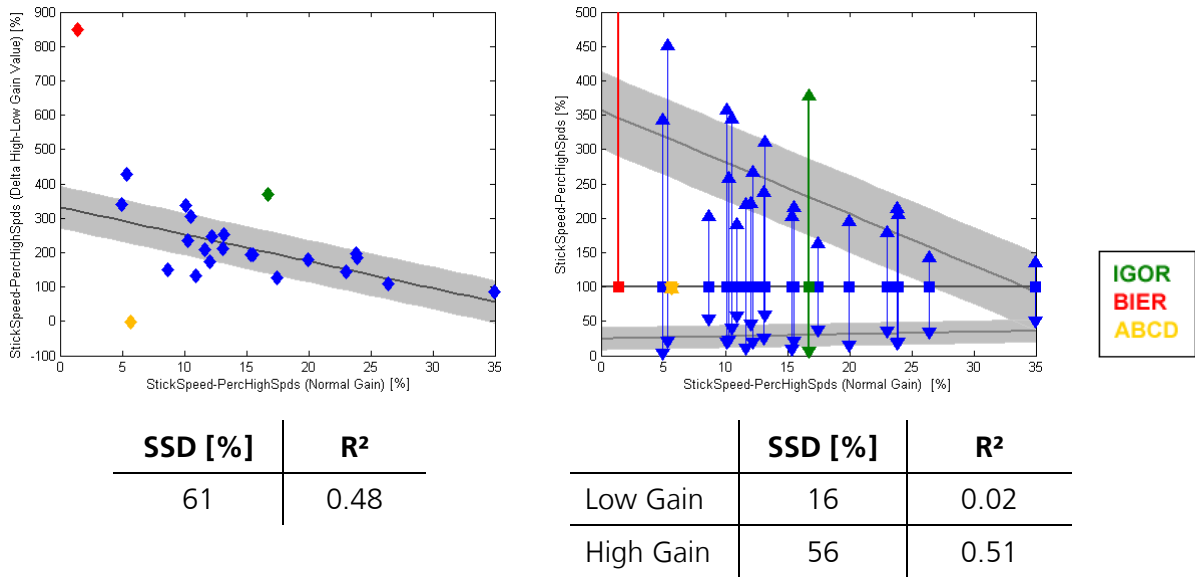 900
800
700
600
500
400
300
200
100
0
-100
StickSpeed-PercHighSpds (Delta High-Low Gain Value) [%]
0 5 10 15 20 25 30 35
StickSpeed-PercHighSpds (Normal Gain) [%]
500
450
400
350
300
250
200
150
100
50
0
StickSpeed-PercHighSpds [%]
0 5 10 15 20 25 30 35
StickSpeed-PercHighSpds (Normal Gain) [%]
IGOR
BIER
ABCD
SSD [%] R²
61 0.48
SSD [%] R²
Low Gain 16 0.02
High Gain 56 0.51